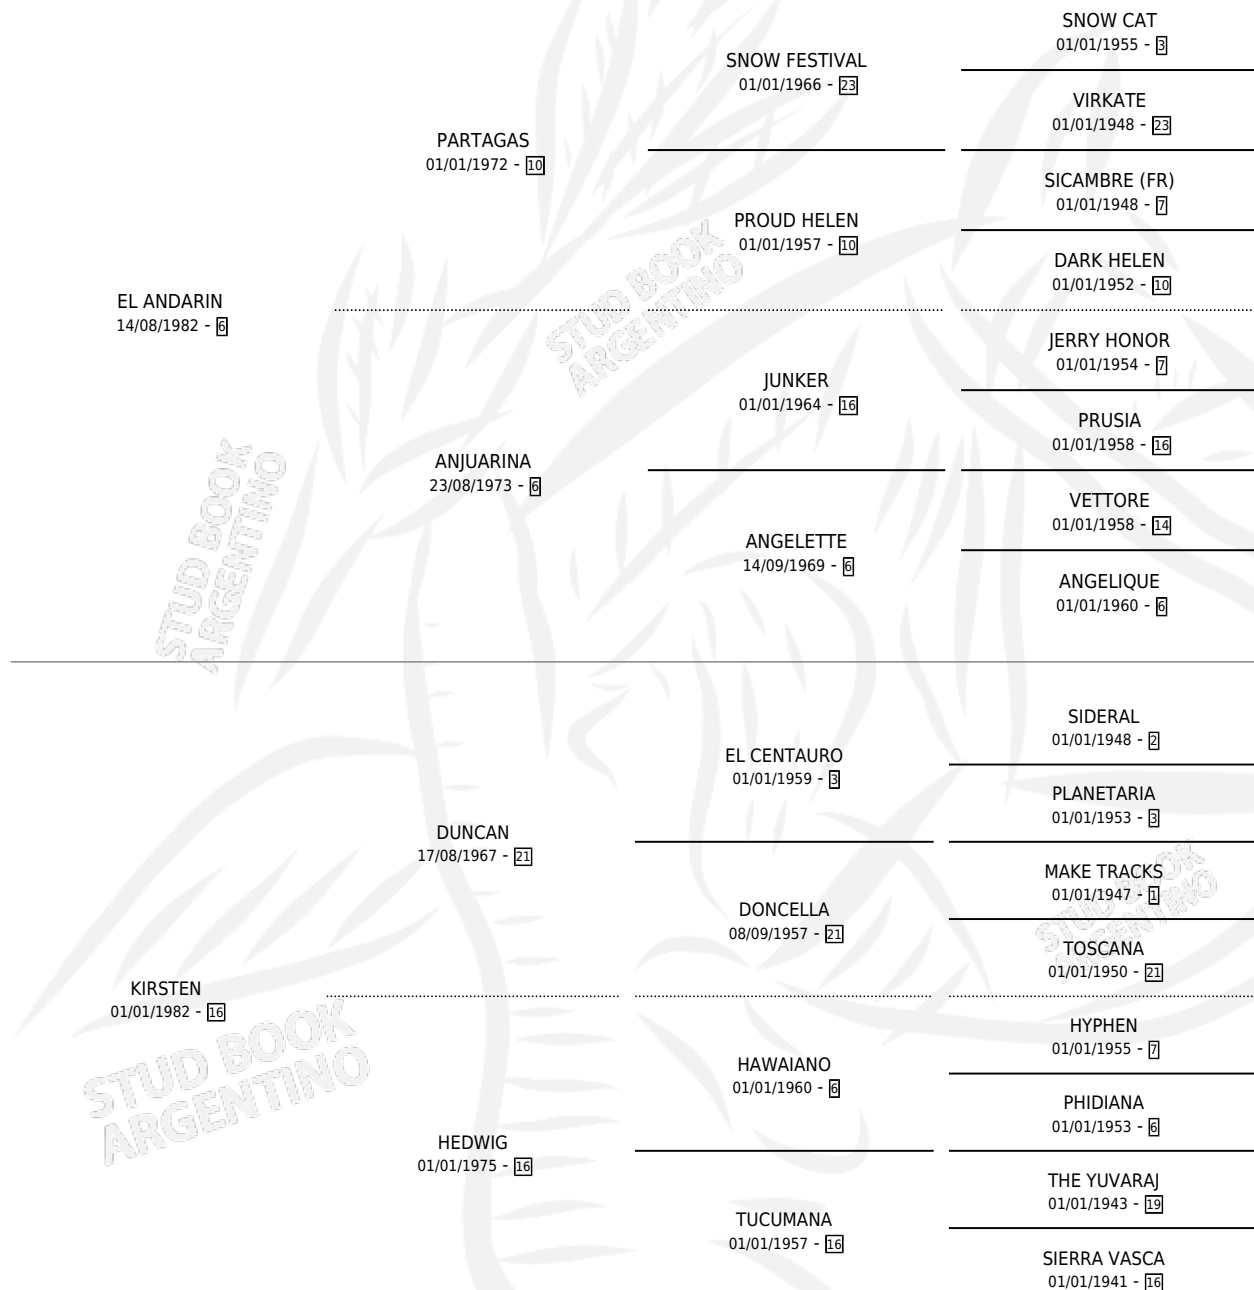 SNOW CAT
01/01/1955 - 3
SNOW FESTIVAL
01/01/1966 - 23
VIRKATE
01/01/1948 - 23
PARTAGAS
01/01/1972 - 10
SICAMBRE (FR)
01/01/1948 - 7
PROUD HELEN
01/01/1957 - 10
DARK HELEN
01/01/1952 - 10
EL ANDARIN
14/08/1982 - 6
STUD BOOK
ARGENTINO
JERRY HONOR
01/01/1954 - 7
JUNKER
01/01/1964 - 16
PRUSIA
01/01/1958 - 16
ANJUARINA
23/08/1973 - 6
VETTORE
01/01/1958 - 14
ANGELETTE
14/09/1969 - 6
ANGELIQUE
01/01/1960 - 6
STUD BOOK
ARGENTINO
SIDERAL
01/01/1948 - 2
EL CENTAURO
01/01/1959 - 3
PLANETARIA
01/01/1953 - 3
DUNCAN
17/08/1967 - 21
MAKE TRACKS
01/01/1947 - 1
DONCELLA
08/09/1957 - 21
STUD BOOK
ARGENTINO
TOSCANA
01/01/1950 - 21
KIRSTEN
01/01/1982 - 16
HYPHEN
01/01/1955 - 7
STUD BOOK
ARGENTINO
HAWAIANO
01/01/1960 - 6
PHIDIANA
01/01/1953 - 6
HEDWIG
01/01/1975 - 16
THE YUVARAJ
01/01/1943 - 19
TUCUMANA
01/01/1957 - 16
SIERRA VASCA
01/01/1941 - 16